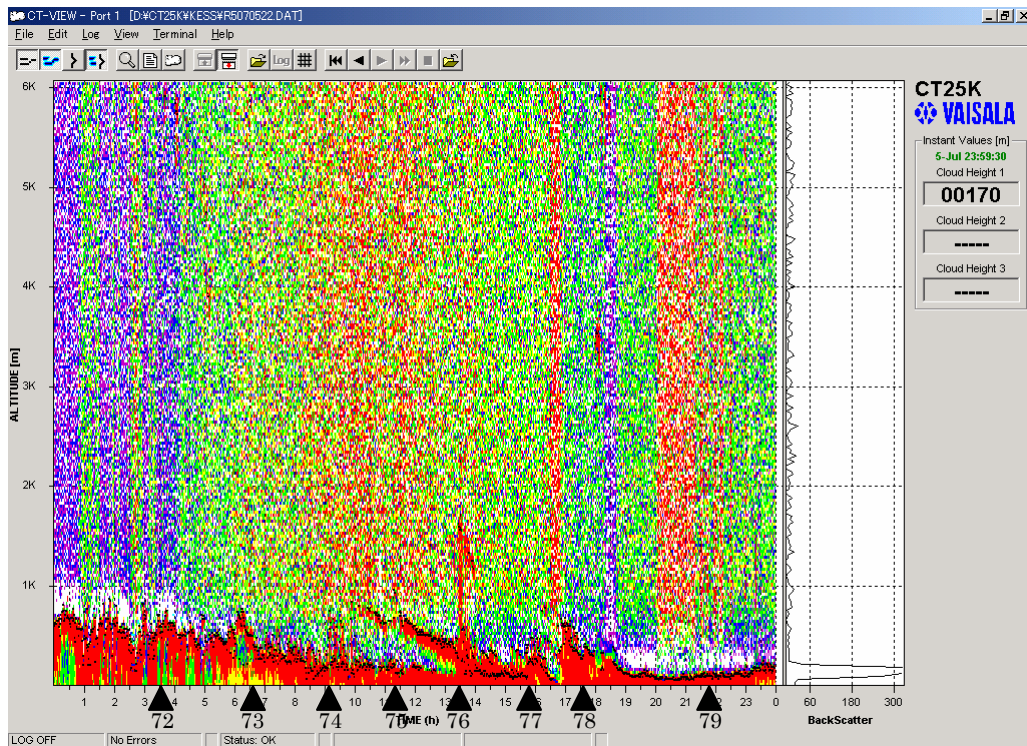 CT-VIEW - Port 1 [D:¥CT25K¥KESS¥R5070522.DAT]
File Edit Log View Terminal Help
Log
CT25K
VAISALA
Instant Values [m]
5-Jul 23:59:30
Cloud Height 1
00170
Cloud Height 2
-----
Cloud Height 3
-----
ALTITUDE [m]
6K
5K
4K
3K
2K
1K
1 2 3 4 5 6 7 8 9 10 11 12 13 14 15 16 17 18 19 20 21 22 23 0
60 180 300
72 73 74 75 76 77 78 79
TIME (h)
BackScatter
LOG OFF No Errors Status: OK